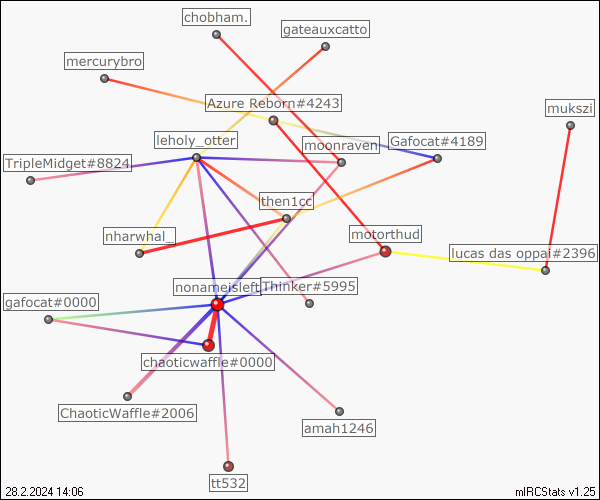 chobham.
gateauxcatto
mercurybro
Azure Reborn#4243
mukszi
leholy_otter
moonraven
Gafocat#4189
TripleMidget#8824
then1cc
nharwhal_
motorthud
lucas das oppai#2396
nonameisleft
Thinker#5995
gafocat#0000
chaoticwaffle#0000
ChaoticWaffle#2006
amah1246
tt532
28.2.2024 14:06
mIRCStats v1.25